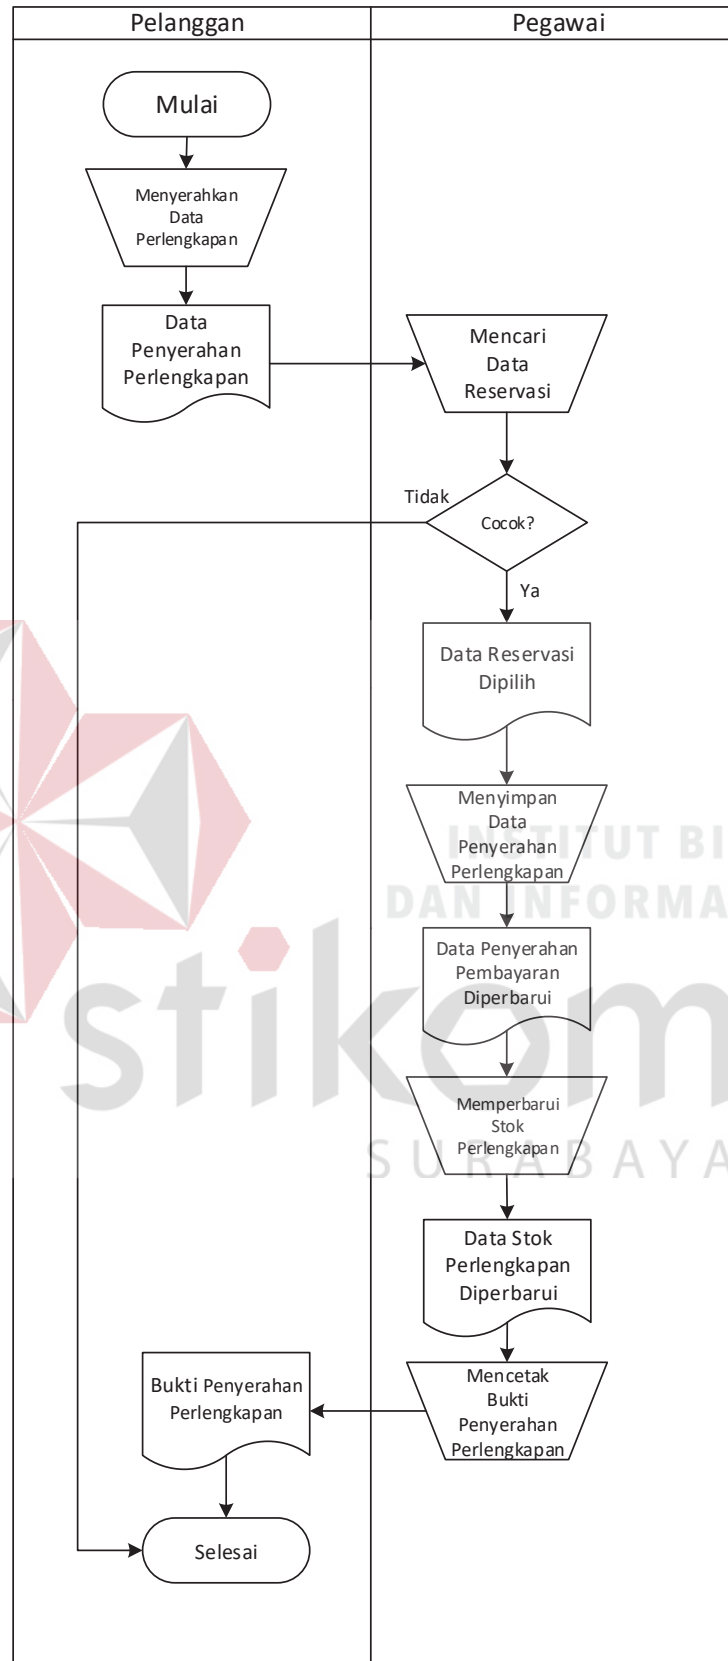 Pelanggan
Pegawai
Mulai
Menyerahkan
Data
Perlengkapan
Data
Penyerahan
Perlengkapan
Mencari
Data
Reservasi
Tidak
Cocok?
Ya
Data Reservasi
Dipilih
Menyimpan
Data
Penyerahan
Perlengkapan
INSTITUT BI
DAN INFORMA
Data Penyerahan
Pembayaran
Diperbarui
stikom
Memperbarui
Stok
Perlengkapan
SURABAYA
Data Stok
Perlengkapan
Diperbarui
Mencetak
Bukti
Penyerahan
Perlengkapan
Bukti Penyerahan
Perlengkapan
Selesai